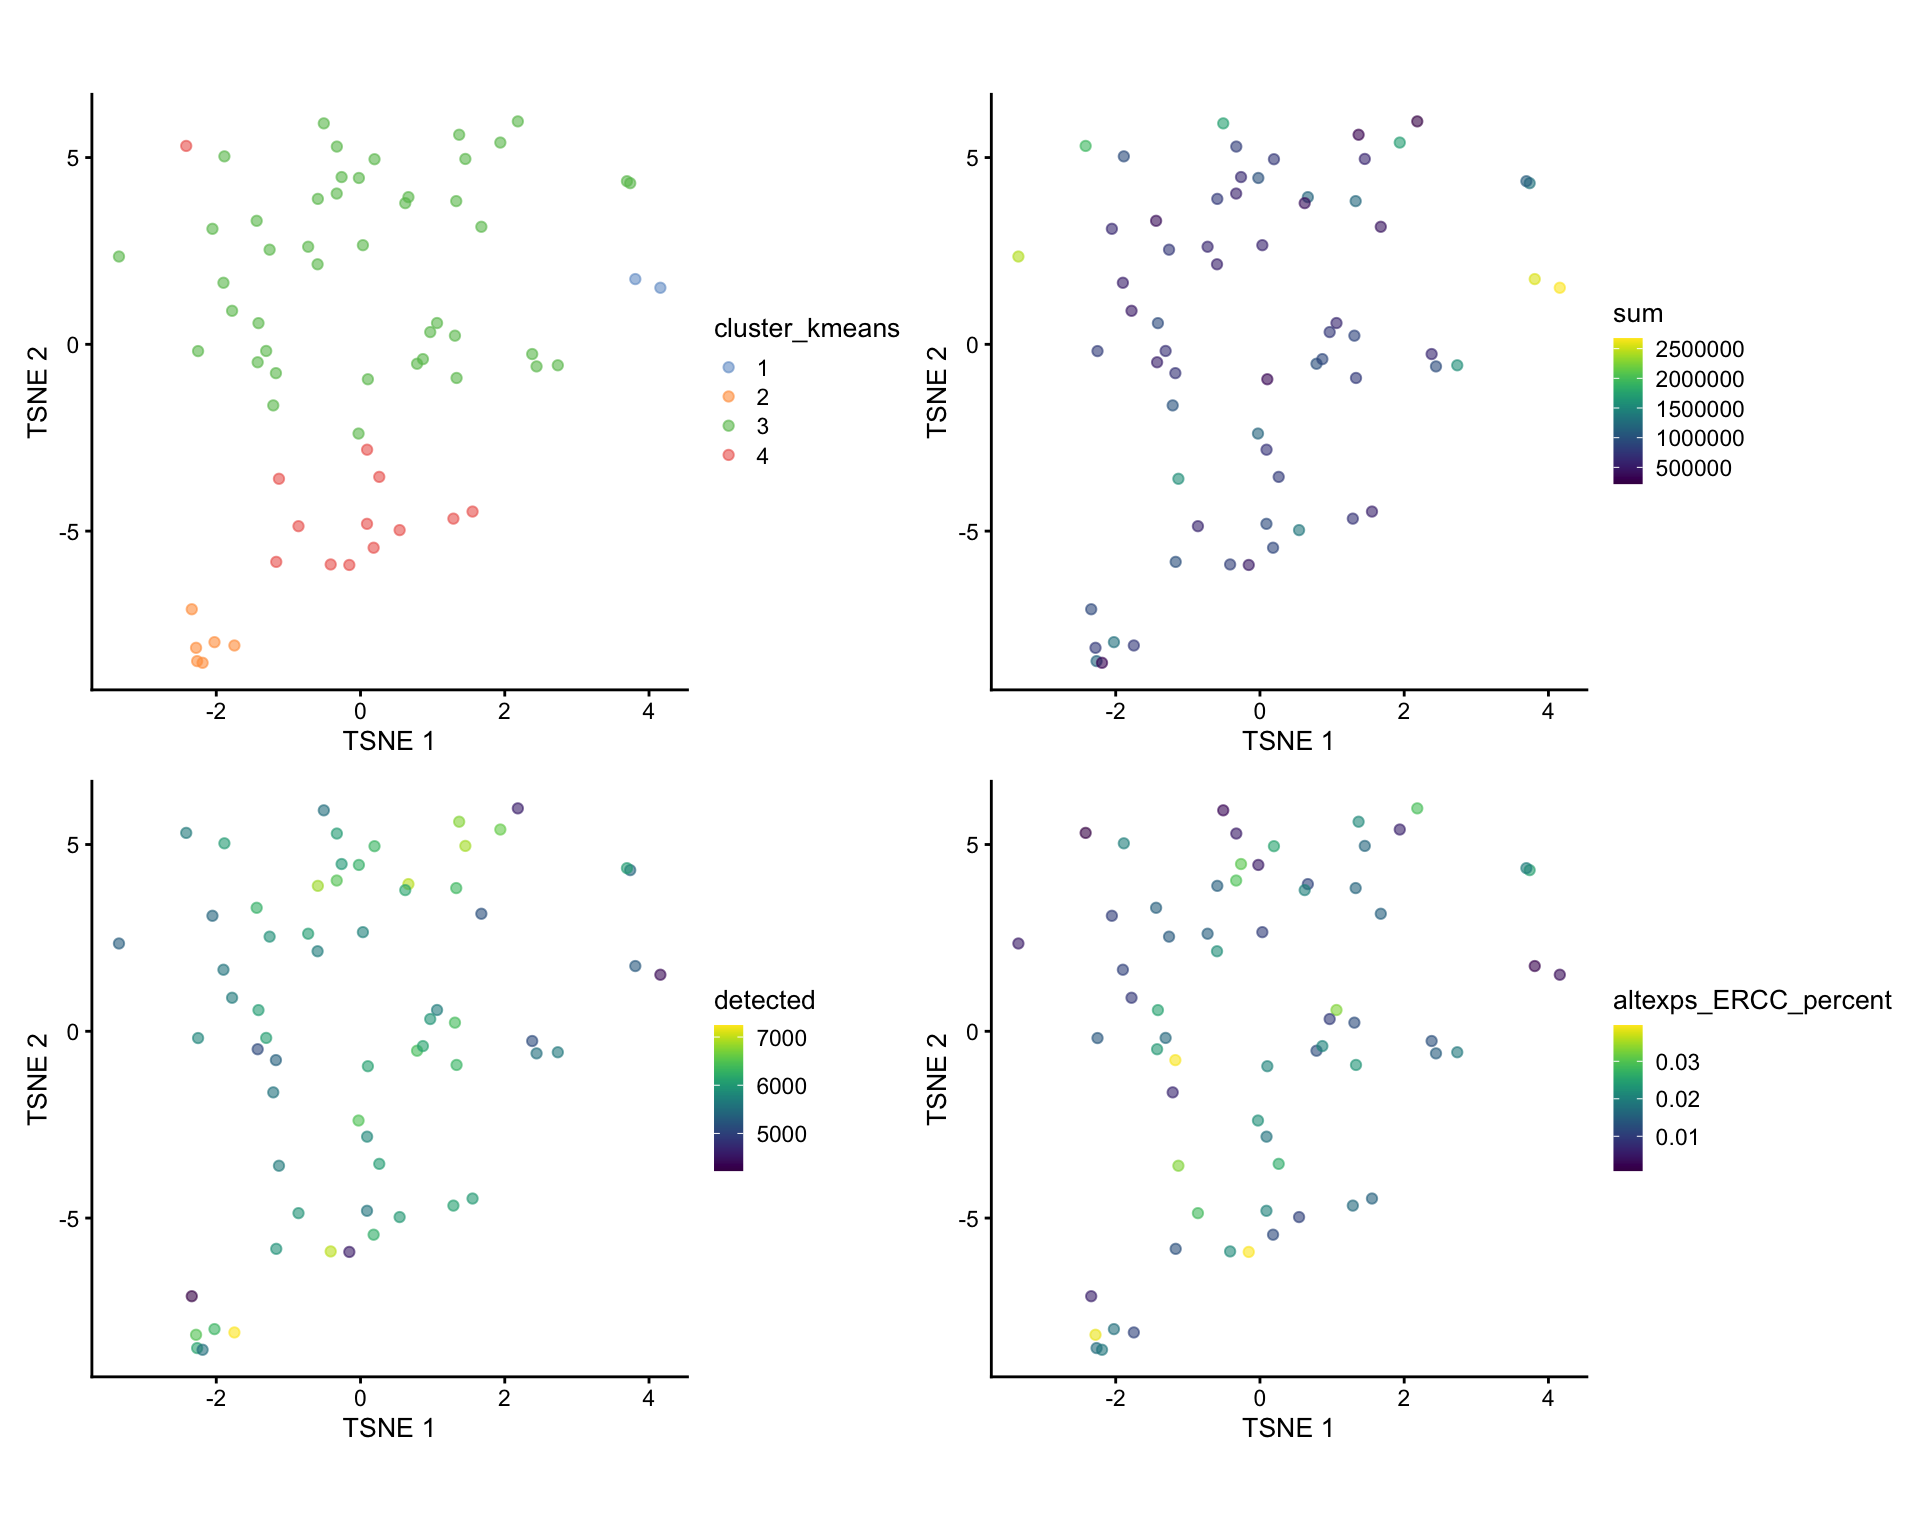 5
0
-5
TSNE 2
-2 0 2 4
TSNE 1
cluster_kmeans
1
2
3
4
5
0
-5
TSNE 2
-2 0 2 4
TSNE 1
sum
2500000
2000000
1500000
1000000
500000
5
0
-5
TSNE 2
-2 0 2 4
TSNE 1
detected
7000
6000
5000
5
0
-5
TSNE 2
-2 0 2 4
TSNE 1
altexps_ERCC_percent
0.03
0.02
0.01